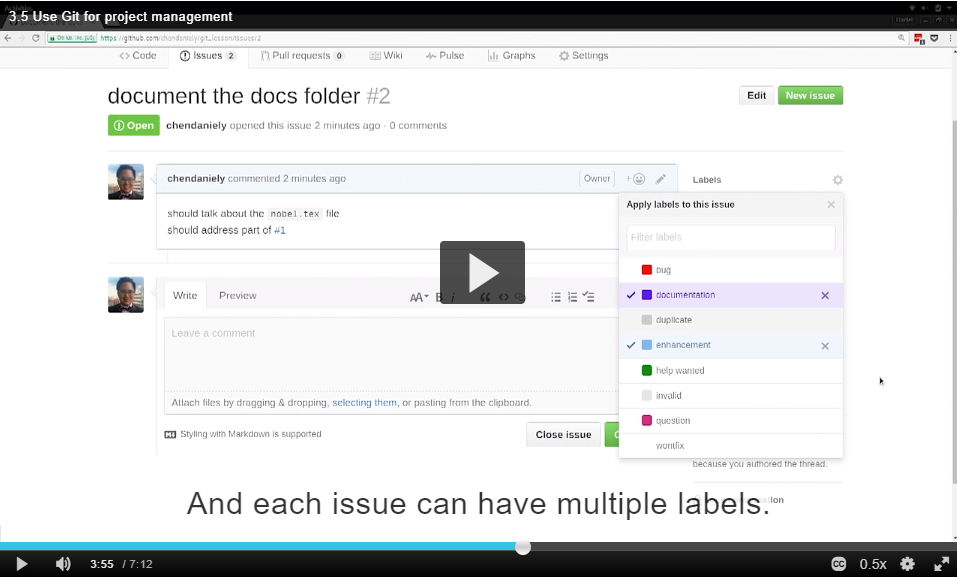 3.5 Use Git for project management
https://github.com/chendaniely/git_lesson/issues/2
Code Issues 2 Pull requests 0 Wiki Pulse Graphs Settings
document the docs folder #2
Edit New issue
Open chendaniely opened this issue 2 minutes ago · 0 comments
chendaniely commented 2 minutes ago Owner
Labels
should talk about the nobel.tex file
should address part of #1
Apply labels to this issue
Filter labels
bug
documentation
duplicate
enhancement
help wanted
invalid
question
wontfix
Write Preview
AA B i
Leave a comment
Attach files by dragging & dropping, selecting them, or pasting from the clipboard.
Styling with Markdown is supported
Close issue
because you authored the thread.
And each issue can have multiple labels.
3:55 / 7:12
CC 0.5x